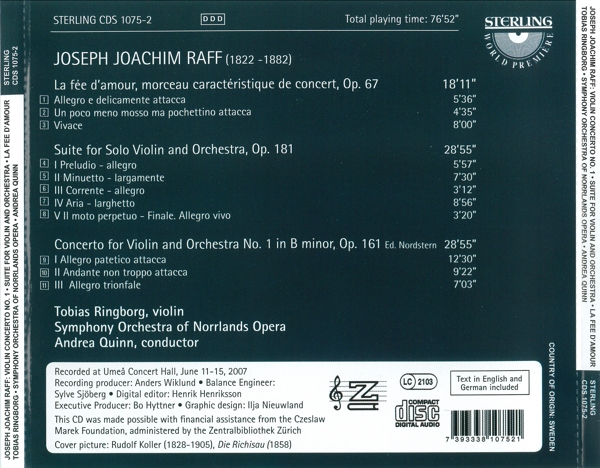 STERLING CDS 1075-2
DDD
Total playing time: 76'52"
STERLING
WORLD PREMIERE
JOSEPH JOACHIM RAFF (1822 -1882)
La fée d'amour, morceau caractéristique de concert, Op. 67 18'11"
1 Allegro e delicamente attacca 5'36"
2 Un poco meno mosso ma pochettino attacca 4'35"
3 Vivace 8'00"
Suite for Solo Violin and Orchestra, Op. 181 28'55"
4 I Preludio - allegro 5'57"
5 II Minuetto - largamente 7'30"
6 III Corrente - allegro 3'12"
7 IV Aria - larghetto 8'56"
8 V Il moto perpetuo - Finale. Allegro vivo 3'20"
Concerto for Violin and Orchestra No. 1 in B minor, Op. 161 Ed. Nordstern 28'55"
9 I Allegro patetico attacca 12'30"
10 II Andante non troppo attacca 9'22"
11 III Allegro trionfale 7'03"
Tobias Ringborg, violin
Symphony Orchestra of Norrlands Opera
Andrea Quinn, conductor
Recorded at Umeå Concert Hall, June 11-15, 2007
Recording producer: Anders Wiklund • Balance Engineer:
Sylve Sjöberg • Digital editor: Henrik Henriksson
Executive Producer: Bo Hyttner • Graphic design: Ilja Nieuwland
This CD was made possible with financial assistance from the Czeslaw
Marek Foundation, administered by the Zentralbibliothek Zürich
Cover picture: Rudolf Koller (1828-1905), Die Richisau (1858)
Z
LC 2103
COMPACT
disc
DIGITAL AUDIO
Text in English and
German included
7393338107521
COUNTRY OF ORIGIN: SWEDEN
STERLING
CDS 1075-2
JOSEPH JOACHIM RAFF: VIOLIN CONCERTO NO. 1 • SUITE FOR VIOLIN AND ORCHESTRA • LA FEE D'AMOUR
TOBIAS RINGBORG • SYMPHONY ORCHESTRA OF NORRLANDS OPERA • ANDREA QUINN
JOSEPH JOACHIM RAFF: VIOLIN CONCERTO NO. 1 • SUITE FOR VIOLIN AND ORCHESTRA • LA FEE D'AMOUR
TOBIAS RINGBORG • SYMPHONY ORCHESTRA OF NORRLANDS OPERA • ANDREA QUINN
STERLING
CDS 1075-2